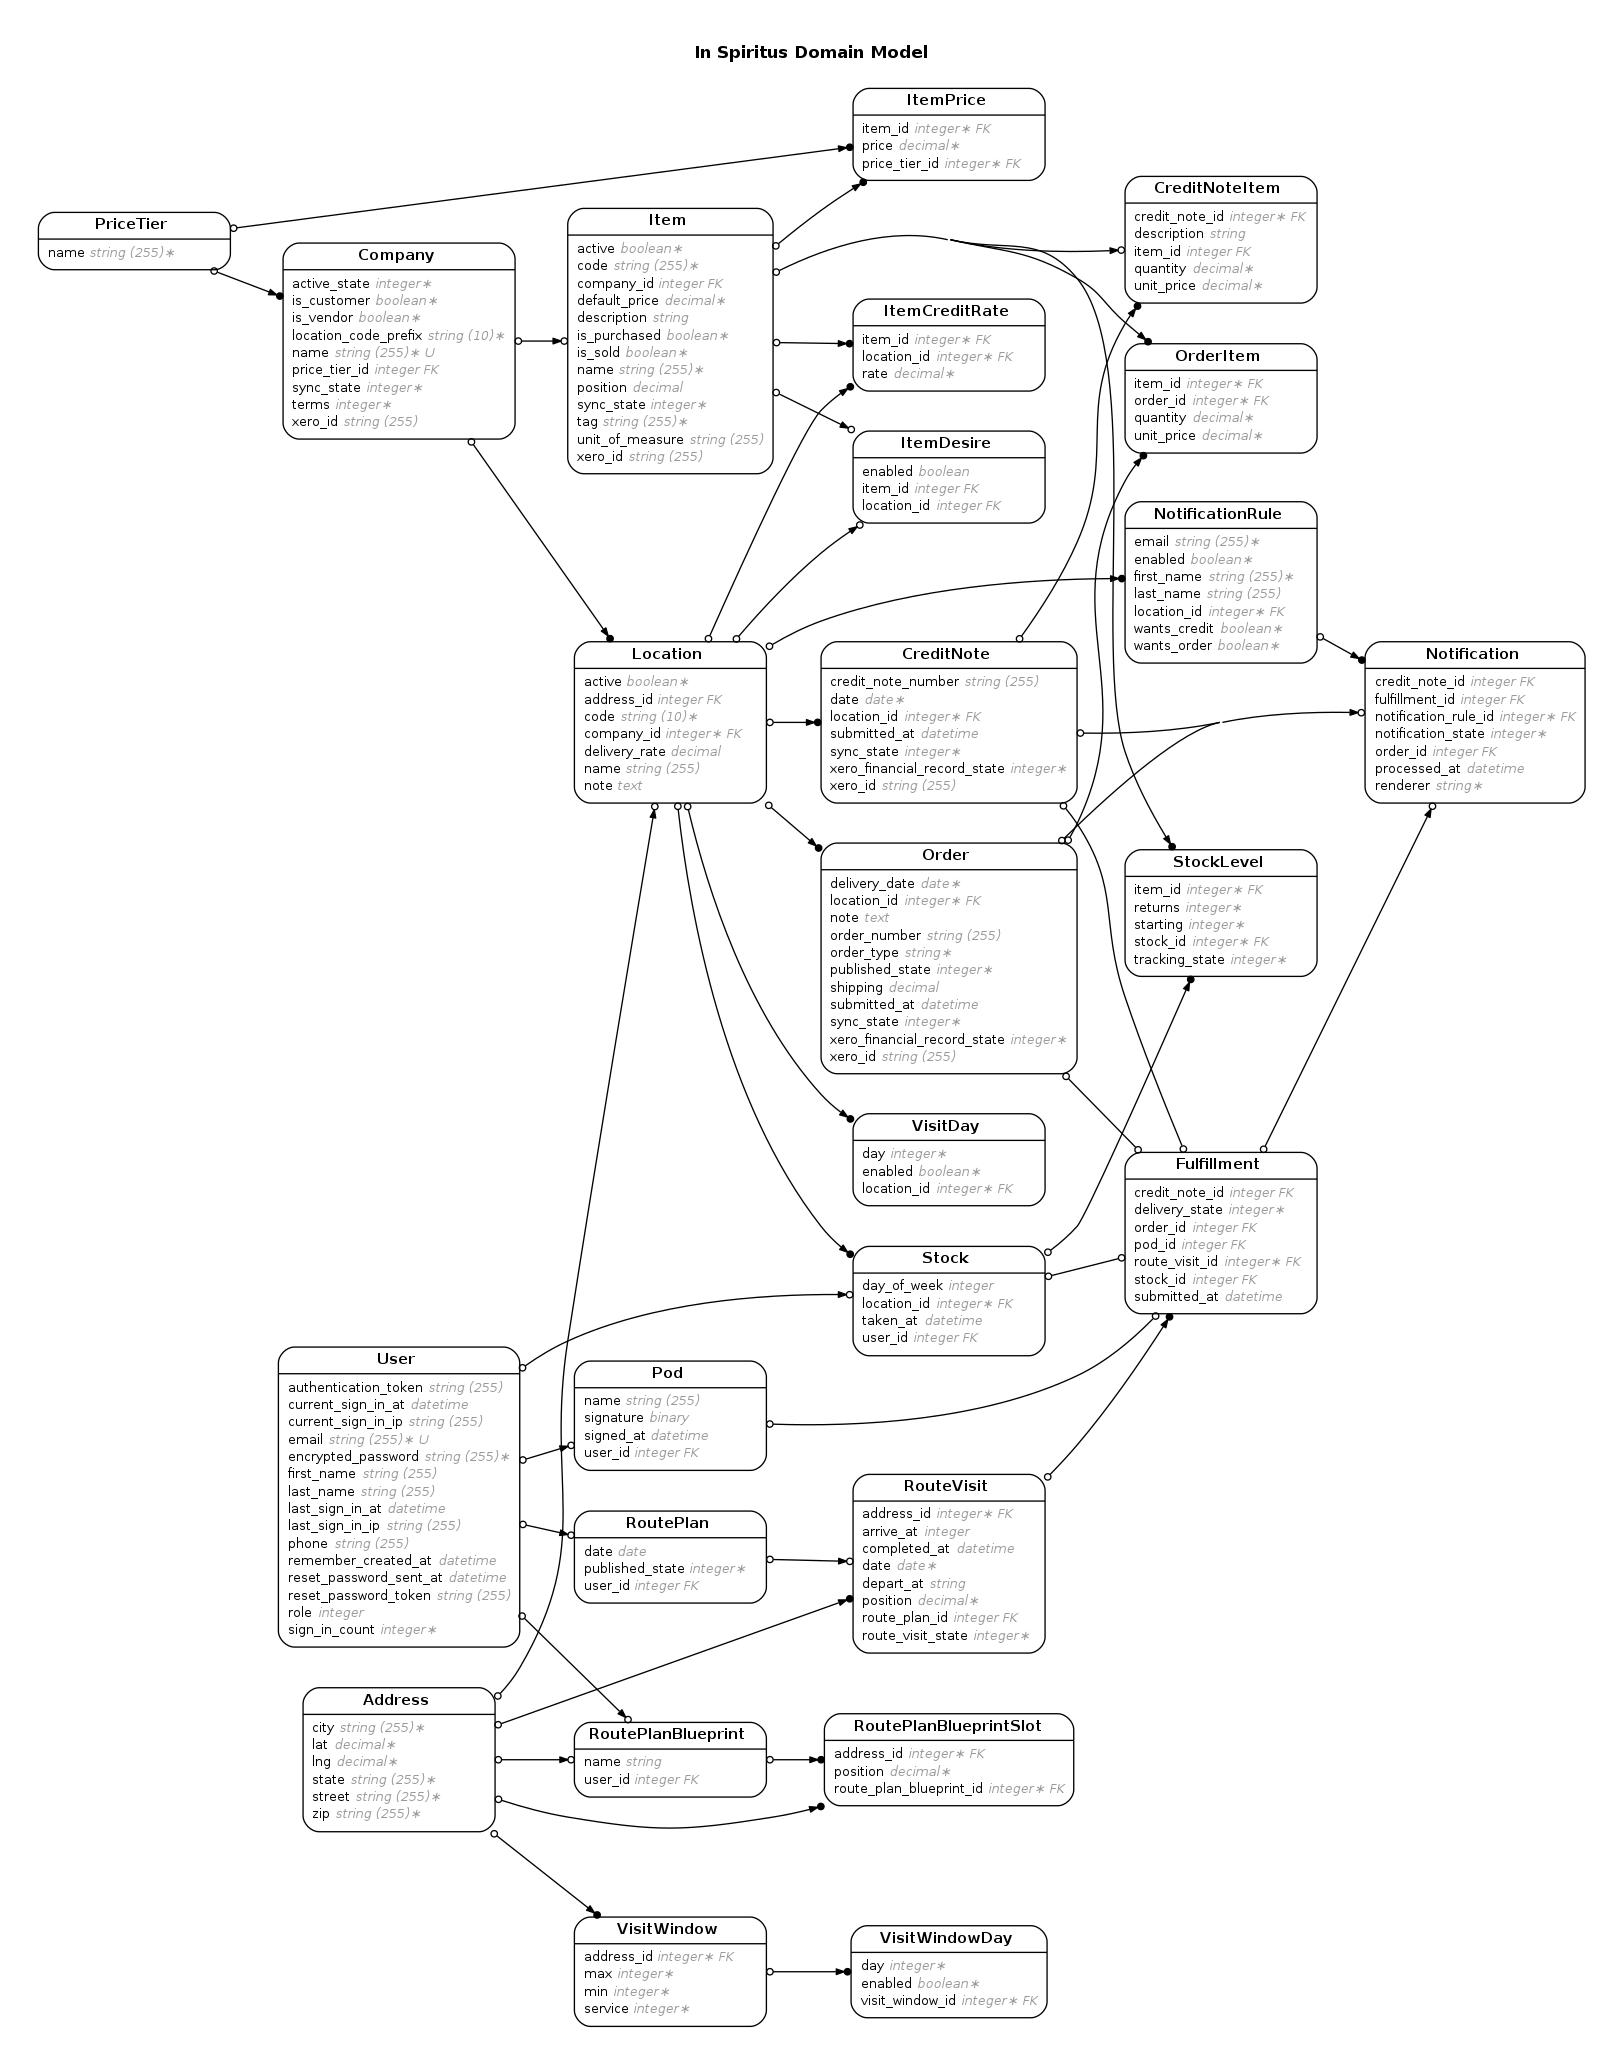 In Spiritus Domain Model
ItemPrice
item_id integer∗ FK
price decimal∗
price_tier_id integer∗ FK
PriceTier
name string (255)∗
Company
active_state integer∗
is_customer boolean∗
is_vendor boolean∗
location_code_prefix string (10)∗
name string (255)∗ U
price_tier_id integer FK
sync_state integer∗
terms integer∗
xero_id string (255)
Item
active boolean∗
code string (255)∗
company_id integer FK
default_price decimal∗
description string
is_purchased boolean∗
is_sold boolean∗
name string (255)∗
position decimal
sync_state integer∗
tag string (255)∗
unit_of_measure string (255)
xero_id string (255)
CreditNoteItem
credit_note_id integer∗ FK
description string
item_id integer FK
quantity decimal∗
unit_price decimal∗
ItemCreditRate
item_id integer∗ FK
location_id integer∗ FK
rate decimal∗
OrderItem
item_id integer∗ FK
order_id integer∗ FK
quantity decimal∗
unit_price decimal∗
ItemDesire
enabled boolean
item_id integer FK
location_id integer FK
NotificationRule
email string (255)∗
enabled boolean∗
first_name string (255)∗
last_name string (255)
location_id integer∗ FK
wants_credit boolean∗
wants_order boolean∗
Location
active boolean∗
address_id integer FK
code string (10)∗
company_id integer∗ FK
delivery_rate decimal
name string (255)
note text
CreditNote
credit_note_number string (255)
date date∗
location_id integer∗ FK
submitted_at datetime
sync_state integer∗
xero_financial_record_state integer∗
xero_id string (255)
Notification
credit_note_id integer FK
fulfillment_id integer FK
notification_rule_id integer∗ FK
notification_state integer∗
order_id integer FK
processed_at datetime
renderer string∗
Order
delivery_date date∗
location_id integer∗ FK
note text
order_number string (255)
order_type string∗
published_state integer∗
shipping decimal
submitted_at datetime
sync_state integer∗
xero_financial_record_state integer∗
xero_id string (255)
StockLevel
item_id integer∗ FK
returns integer∗
starting integer∗
stock_id integer∗ FK
tracking_state integer∗
VisitDay
day integer∗
enabled boolean∗
location_id integer∗ FK
Fulfillment
credit_note_id integer FK
delivery_state integer∗
order_id integer FK
pod_id integer FK
route_visit_id integer∗ FK
stock_id integer FK
submitted_at datetime
Stock
day_of_week integer
location_id integer∗ FK
taken_at datetime
user_id integer FK
User
authentication_token string (255)
current_sign_in_at datetime
current_sign_in_ip string (255)
email string (255)∗ U
encrypted_password string (255)∗
first_name string (255)
last_name string (255)
last_sign_in_at datetime
last_sign_in_ip string (255)
phone string (255)
remember_created_at datetime
reset_password_sent_at datetime
reset_password_token string (255)
role integer
sign_in_count integer∗
Pod
name string (255)
signature binary
signed_at datetime
user_id integer FK
RoutePlan
date date
published_state integer∗
user_id integer FK
RouteVisit
address_id integer∗ FK
arrive_at integer
completed_at datetime
date date∗
depart_at string
position decimal∗
route_plan_id integer FK
route_visit_state integer∗
Address
city string (255)∗
lat decimal∗
lng decimal∗
state string (255)∗
street string (255)∗
zip string (255)∗
RoutePlanBlueprint
name string
user_id integer FK
RoutePlanBlueprintSlot
address_id integer∗ FK
position decimal∗
route_plan_blueprint_id integer∗ FK
VisitWindow
address_id integer∗ FK
max integer∗
min integer∗
service integer∗
VisitWindowDay
day integer∗
enabled boolean∗
visit_window_id integer∗ FK